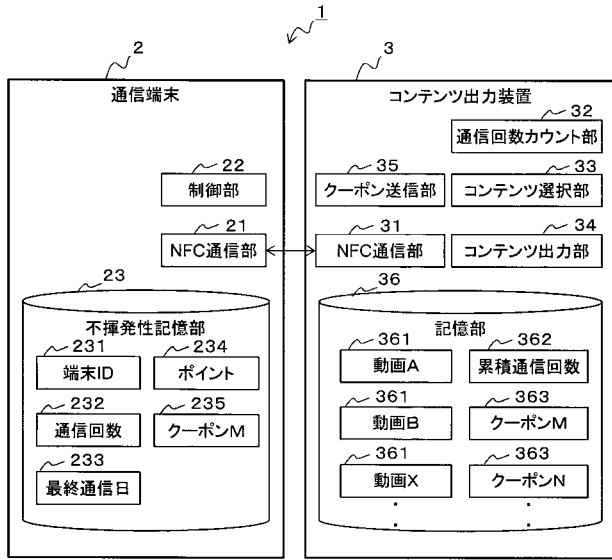 1
2
3
通信端末
コンテンツ出力装置
32
通信回数カウント部
22
制御部
35
クーポン送信部
33
コンテンツ選択部
21
NFC通信部
31
NFC通信部
34
コンテンツ出力部
23
不揮発性記憶部
231
端末ID
234
ポイント
232
通信回数
235
クーポンM
233
最終通信日
36
記憶部
361
動画A
362
累積通信回数
361
動画B
363
クーポンM
361
動画X
363
クーポンN